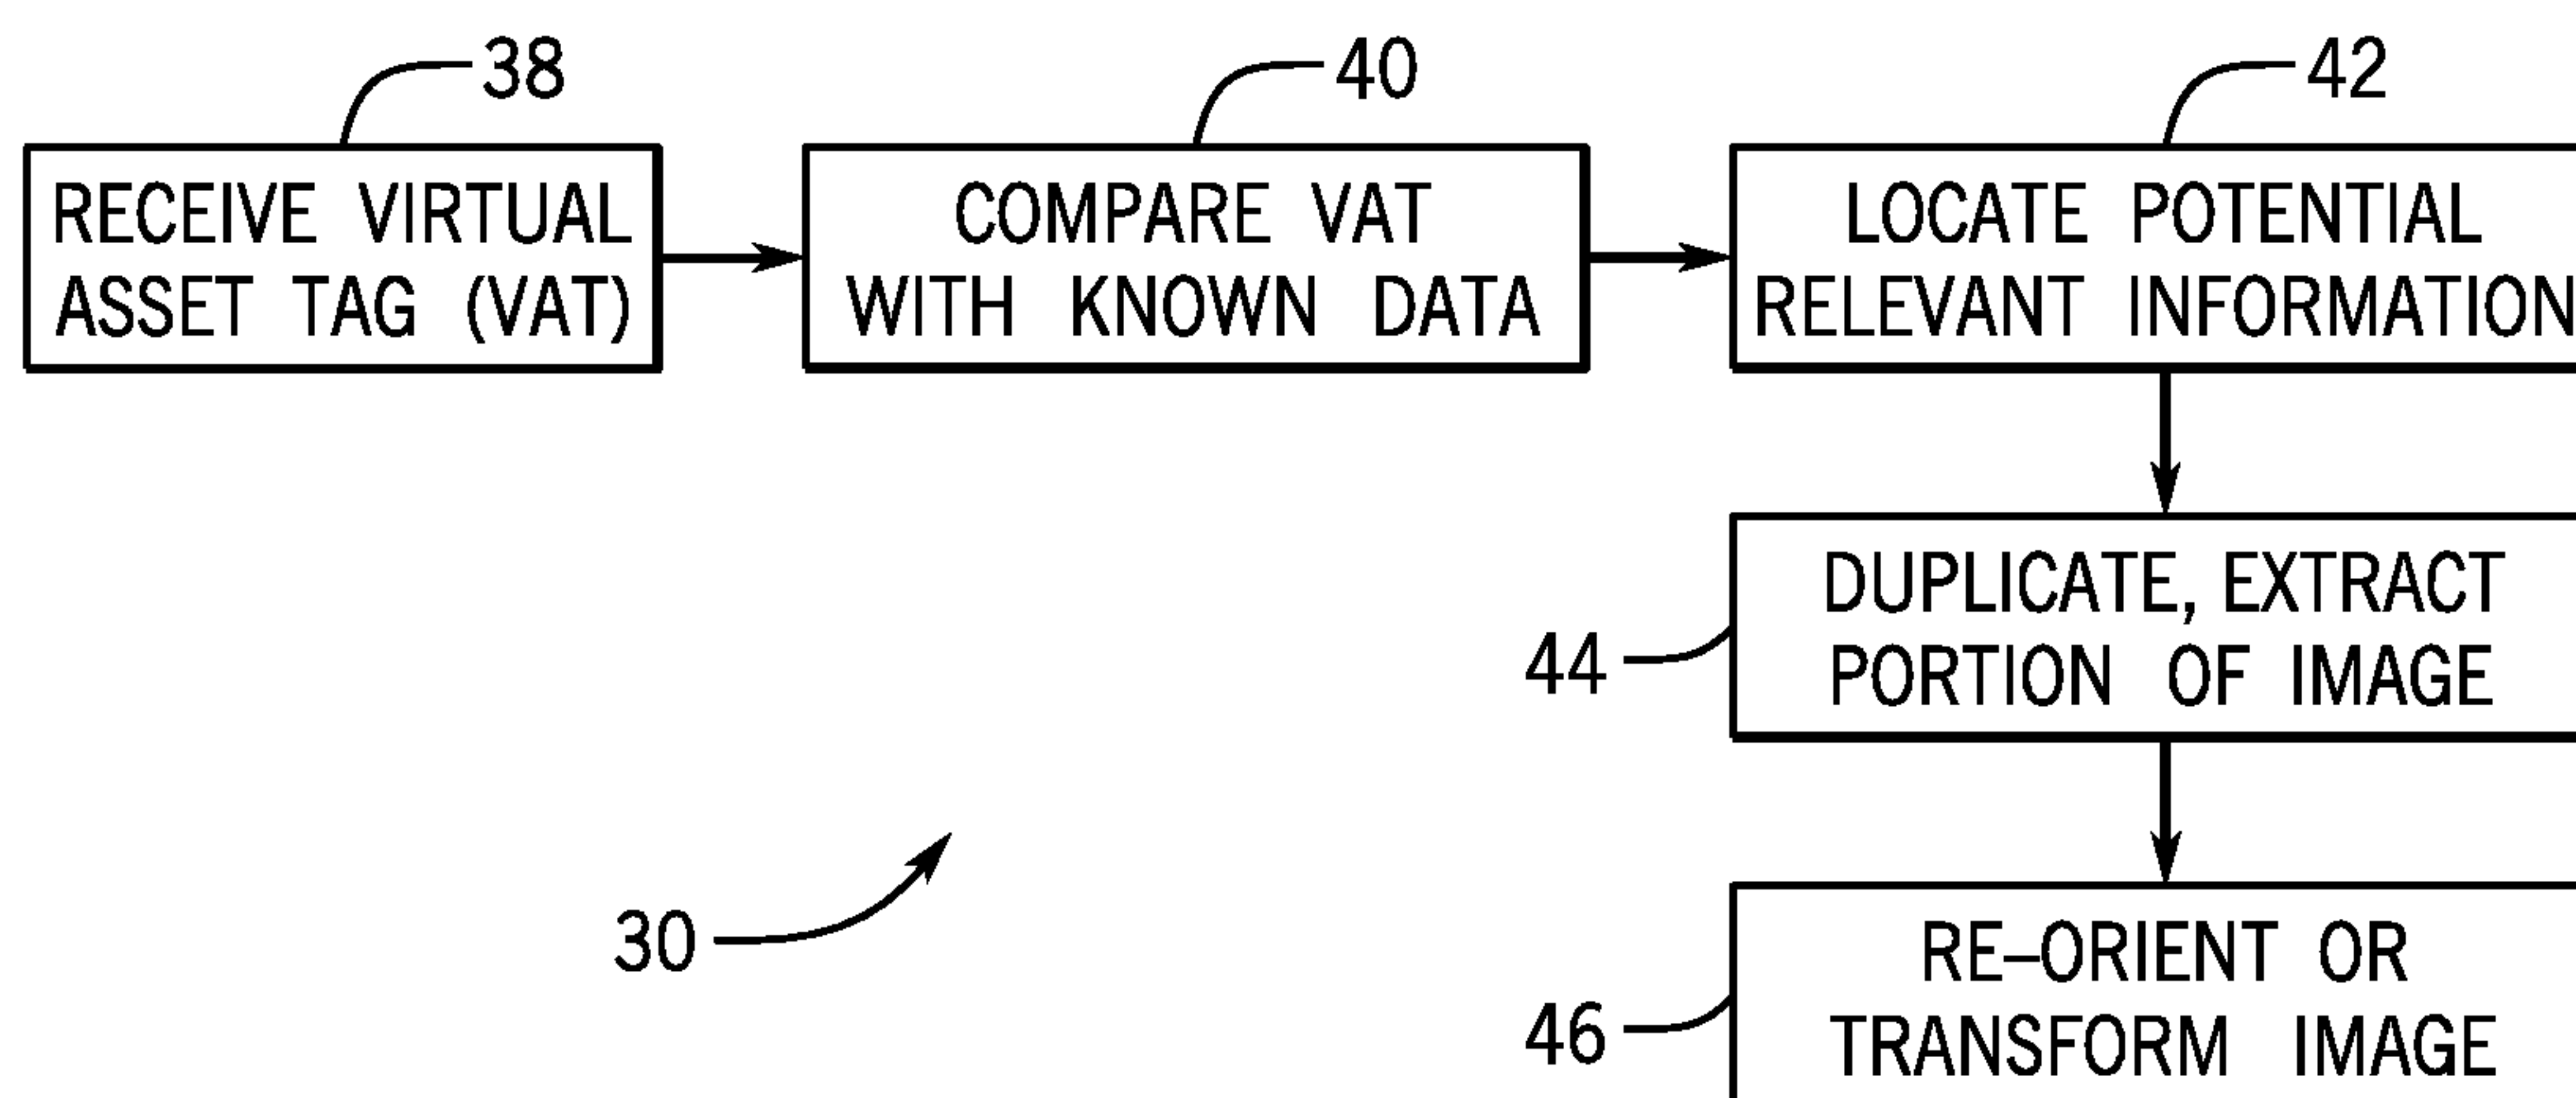 38
40
42
RECEIVE VIRTUAL
ASSET TAG (VAT)
COMPARE VAT
WITH KNOWN DATA
LOCATE POTENTIAL
RELEVANT INFORMATION
44
DUPLICATE, EXTRACT
PORTION OF IMAGE
30
46
RE–ORIENT OR
TRANSFORM IMAGE